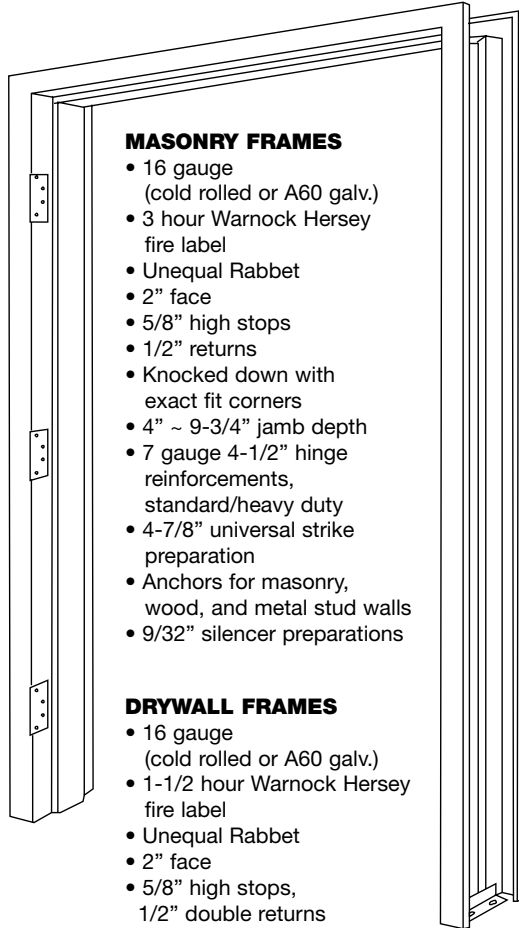 MASONRY FRAMES
• 16 gauge
(cold rolled or A60 galv.)
• 3 hour Warnock Hersey
fire label
• Unequal Rabbet
• 2” face
• 5/8” high stops
• 1/2” returns
• Knocked down with
exact fit corners
• 4” ~ 9-3/4” jamb depth
• 7 gauge 4-1/2” hinge
reinforcements,
standard/heavy duty
• 4-7/8” universal strike
preparation
• Anchors for masonry,
wood, and metal stud walls
• 9/32” silencer preparations
DRYWALL FRAMES
• 16 gauge
(cold rolled or A60 galv.)
• 1-1/2 hour Warnock Hersey
fire label
• Unequal Rabbet
• 2” face
• 5/8” high stops,
1/2” double returns